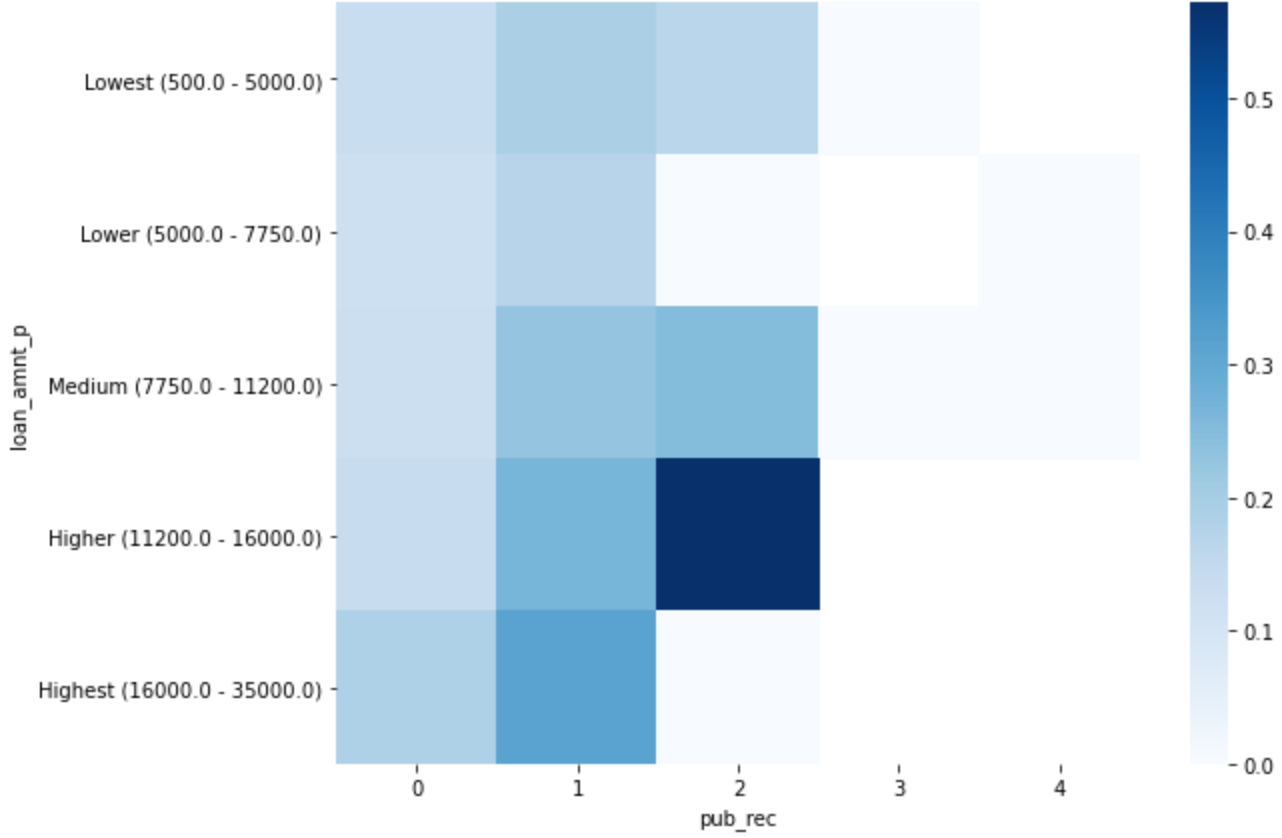 loan_amnt_p
Lowest (500.0 - 5000.0)
Lower (5000.0 - 7750.0)
Medium (7750.0 - 11200.0)
Higher (11200.0 - 16000.0)
Highest (16000.0 - 35000.0)
0 1 2 3 4
pub_rec
0.5
0.4
0.3
0.2
0.1
0.0